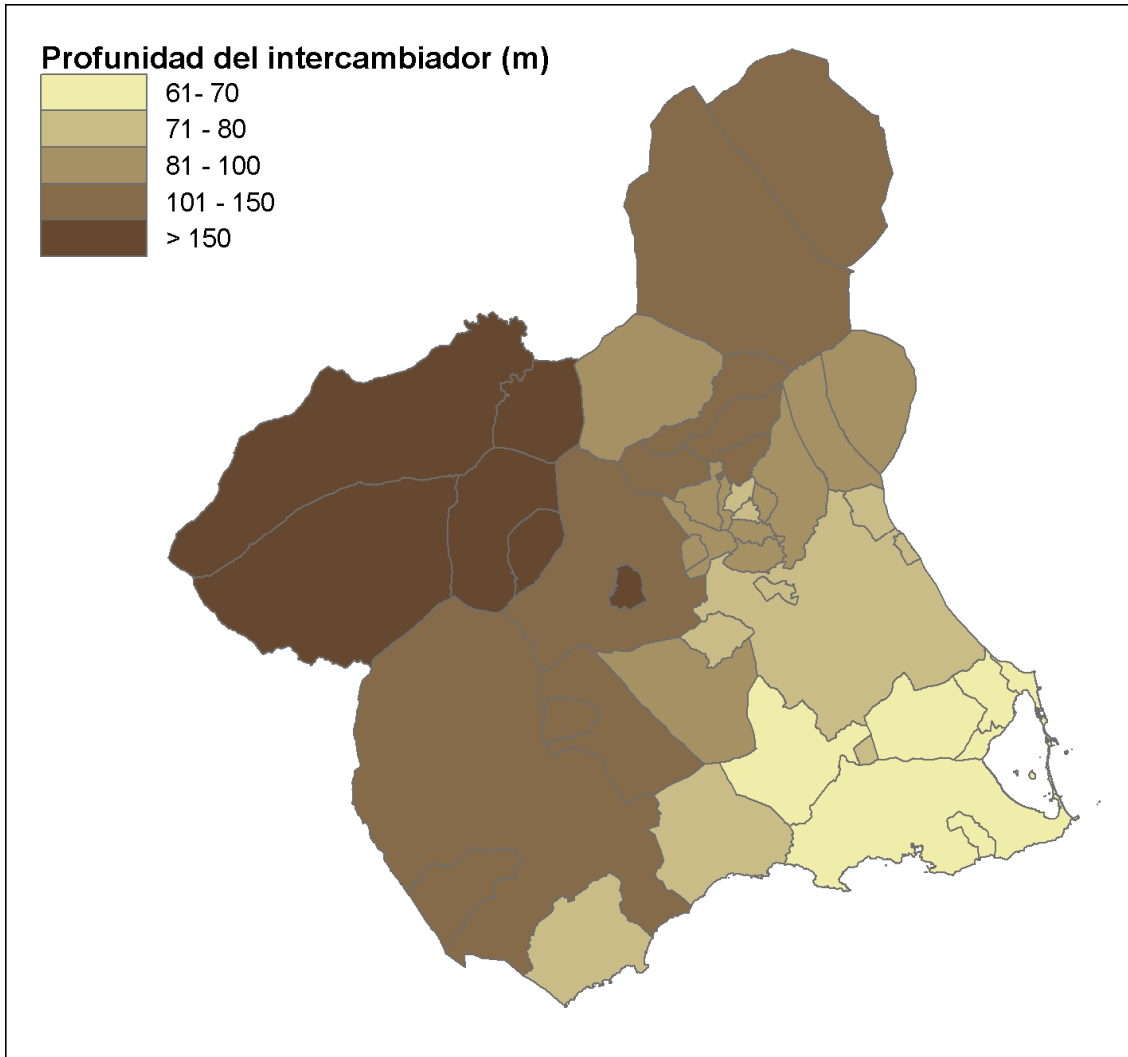 Profunidad del intercambiador (m)
61- 70
71 - 80
81 - 100
101 - 150
> 150